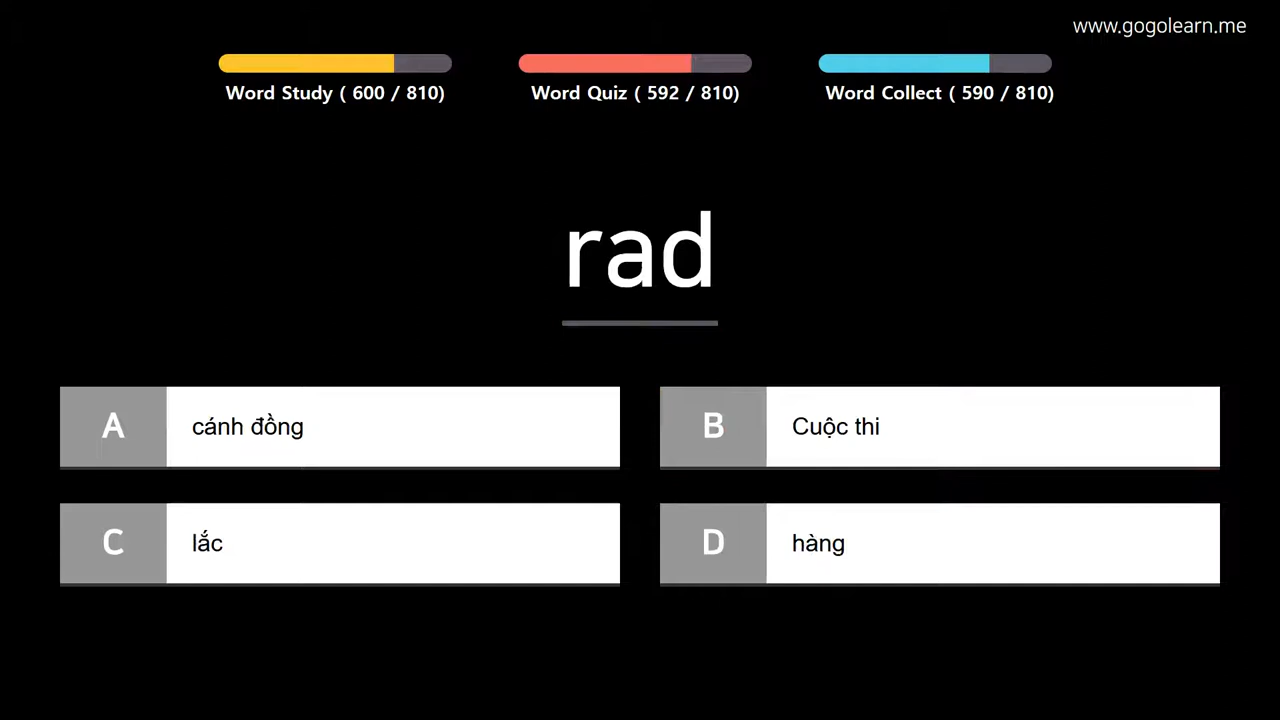 www.gogolearn.me
Word Study ( 600 / 810)
Word Quiz ( 592 / 810)
Word Collect ( 590 / 810)
rad
A cánh đồng
B Cuộc thi
C lắc
D hàng